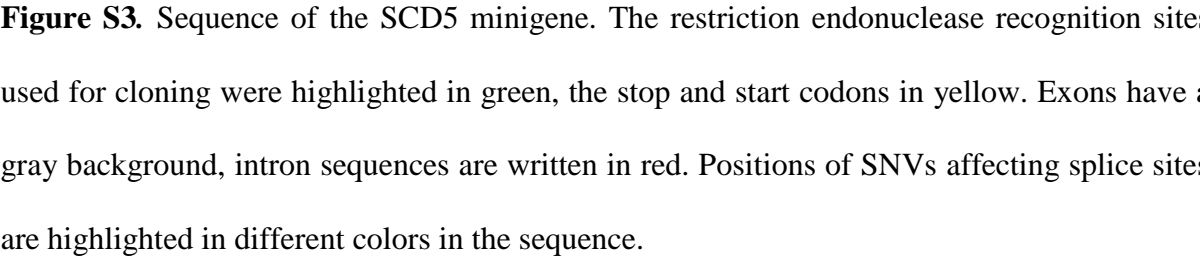 Figure S3. Sequence of the SCD5 minigene. The restriction endonuclease recognition sites
used for cloning were highlighted in green, the stop and start codons in yellow. Exons have a
gray background, intron sequences are written in red. Positions of SNVs affecting splice sites
are highlighted in different colors in the sequence.